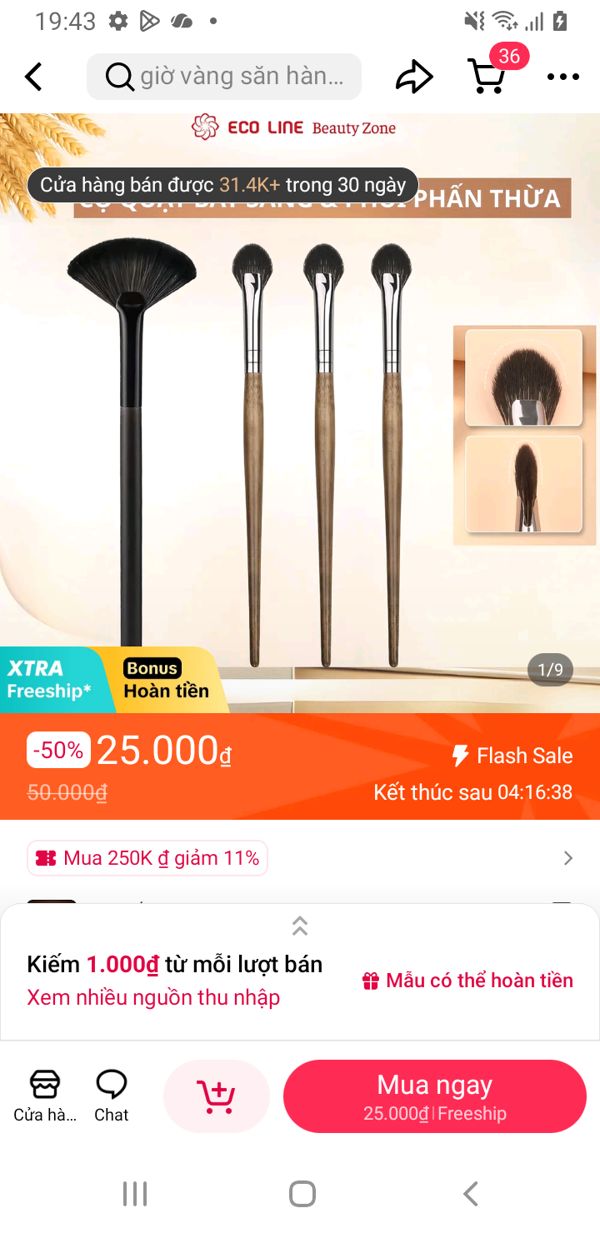 19:43
giờ vàng săn hàn...
36
ECO LINE Beauty Zone
Cửa hàng bán được 31.4K+ trong 30 ngày
PHẤN THỪA
XTRA
Freeship*
Bonus
Hoàn tiền
1/9
-50% 25.000₫
Flash Sale
50.000₫
Kết thúc sau 04:16:38
Mua 250K ₫ giảm 11%
Kiếm 1.000₫ từ mỗi lượt bán
Xem nhiều nguồn thu nhập
Mẫu có thể hoàn tiền
Cửa hà...
Chat
Mua ngay
25.000₫ | Freeship